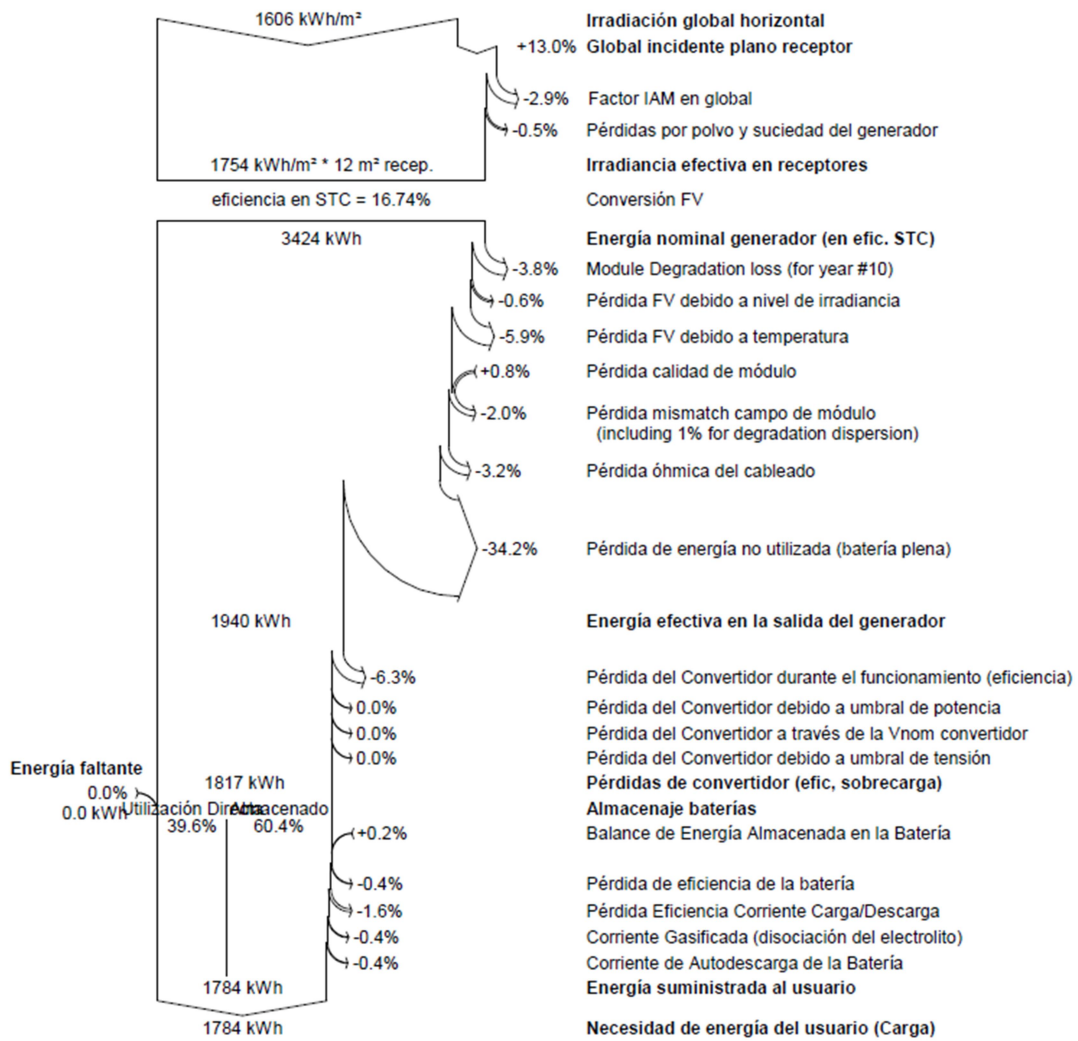 1606 kWh/m² Irradiación global horizontal
+13.0% Global incidente plano receptor
-2.9% Factor IAM en global
-0.5% Pérdidas por polvo y suciedad del generador
1754 kWh/m² * 12 m² recep. Irradiancia efectiva en receptores
eficiencia en STC = 16.74% Conversión FV
3424 kWh Energía nominal generador (en efic. STC)
-3.8% Module Degradation loss (for year #10)
-0.6% Pérdida FV debido a nivel de irradiancia
-5.9% Pérdida FV debido a temperatura
+0.8% Pérdida calidad de módulo
-2.0% Pérdida mismatch campo de módulo
(including 1% for degradation dispersion)
-3.2% Pérdida óhmica del cableado
-34.2% Pérdida de energía no utilizada (batería plena)
1940 kWh Energía efectiva en la salida del generador
-6.3% Pérdida del Convertidor durante el funcionamiento (eficiencia)
0.0% Pérdida del Convertidor debido a umbral de potencia
0.0% Pérdida del Convertidor a través de la Vnom convertidor
0.0% Pérdida del Convertidor debido a umbral de tensión
Energía faltante 1817 kWh Pérdidas de convertidor (efic, sobrecarga)
0.0%
0.0 kWh Utilización Directa Almacenado Almacenaje baterías
39.6% 60.4% +0.2% Balance de Energía Almacenada en la Batería
-0.4% Pérdida de eficiencia de la batería
-1.6% Pérdida Eficiencia Corriente Carga/Descarga
-0.4% Corriente Gasificada (disociación del electrolito)
-0.4% Corriente de Autodescarga de la Batería
1784 kWh Energía suministrada al usuario
1784 kWh Necesidad de energía del usuario (Carga)